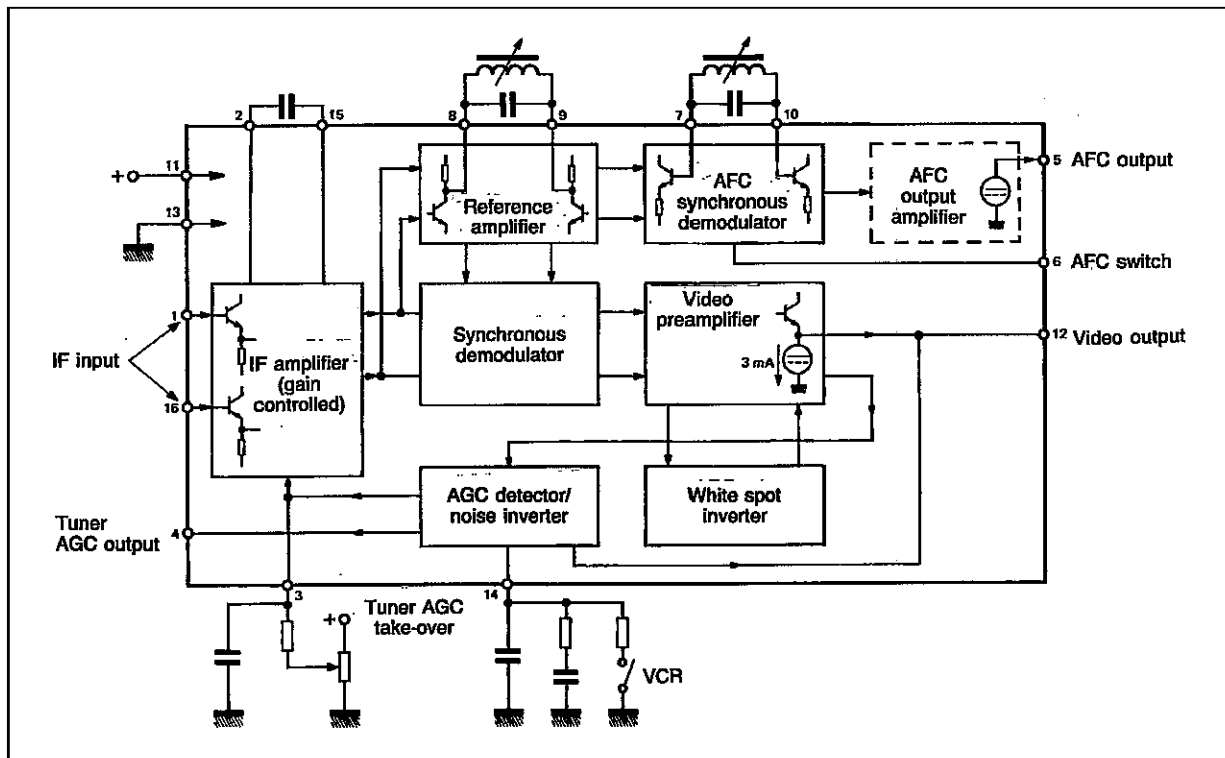 2
15
8
9
7
10
11
+
13
Reference
amplifier
AFC
synchronous
demodulator
AFC
output
amplifier
5 AFC output
6 AFC switch
1
IF input
16
IF amplifier
(gain
controlled)
Synchronous
demodulator
Video
preamplifier
3 mA
12 Video output
AGC detector/
noise inverter
White spot
inverter
Tuner
AGC output
4
3
14
Tuner AGC
take-over
+
VCR